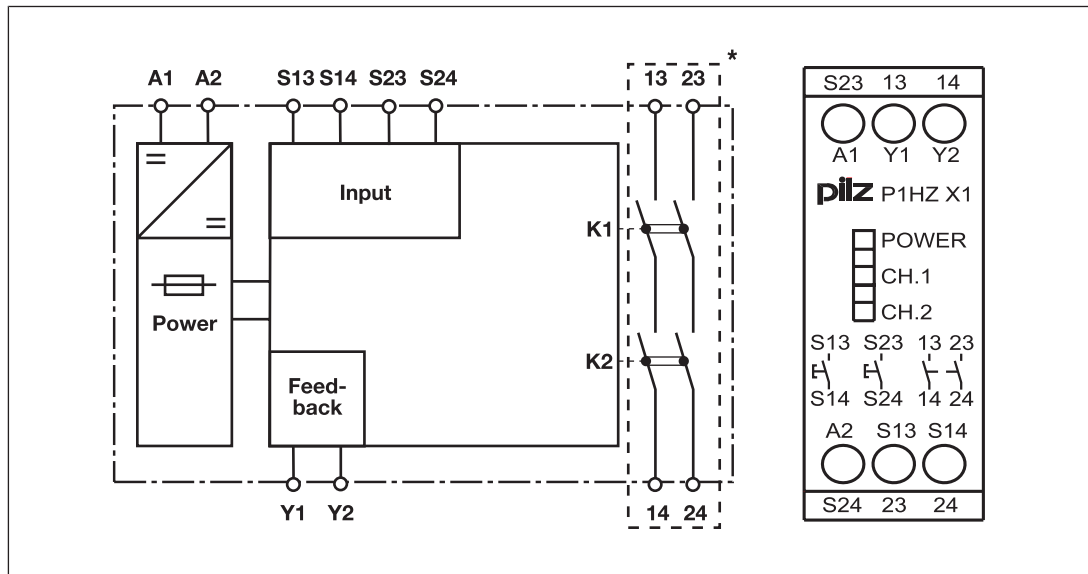 A1 A2 S13 S14 S23 S24 13 23 *
Input
K1
Power
K2
Feed-
back
Y1 Y2 14 24
S23 13 14
A1 Y1 Y2
pilz P1HZ X1
POWER
CH.1
CH.2
S13 S23 13 23
S14 S24 14 24
A2 S13 S14
S24 23 24